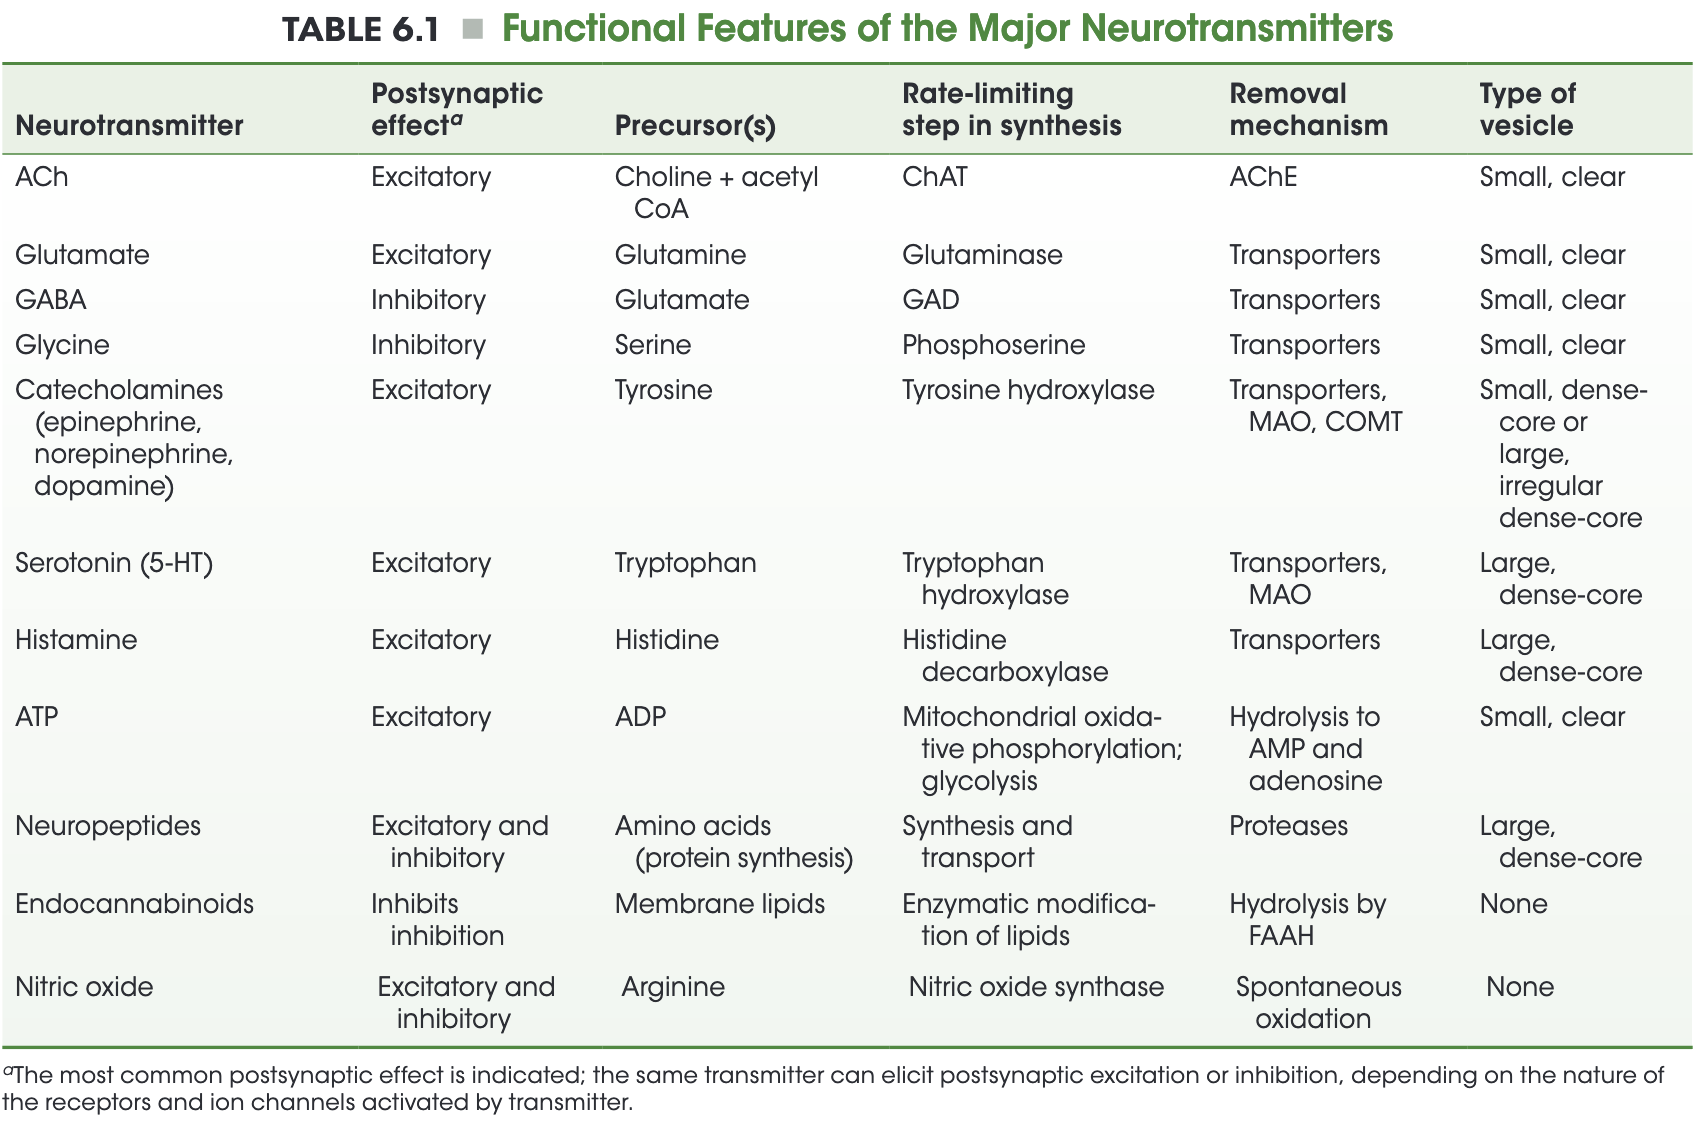 TABLE 6.1 ■ Functional Features of the Major Neurotransmitters
Neurotransmitter
Postsynaptic
effectᵃ
Precursor(s)
Rate-limiting
step in synthesis
Removal
mechanism
Type of
vesicle
ACh
Excitatory
Choline + acetyl
CoA
ChAT
AChE
Small, clear
Glutamate
Excitatory
Glutamine
Glutaminase
Transporters
Small, clear
GABA
Inhibitory
Glutamate
GAD
Transporters
Small, clear
Glycine
Inhibitory
Serine
Phosphoserine
Transporters
Small, clear
Catecholamines
(epinephrine,
norepinephrine,
dopamine)
Excitatory
Tyrosine
Tyrosine hydroxylase
Transporters,
MAO, COMT
Small, dense-
core or
large,
irregular
dense-core
Serotonin (5-HT)
Excitatory
Tryptophan
Tryptophan
hydroxylase
Transporters,
MAO
Large,
dense-core
Histamine
Excitatory
Histidine
Histidine
decarboxylase
Transporters
Large,
dense-core
ATP
Excitatory
ADP
Mitochondrial oxida-
tive phosphorylation;
glycolysis
Hydrolysis to
AMP and
adenosine
Small, clear
Neuropeptides
Excitatory and
inhibitory
Amino acids
(protein synthesis)
Synthesis and
transport
Proteases
Large,
dense-core
Endocannabinoids
Inhibits
inhibition
Membrane lipids
Enzymatic modifica-
tion of lipids
Hydrolysis by
FAAH
None
Nitric oxide
Excitatory and
inhibitory
Arginine
Nitric oxide synthase
Spontaneous
oxidation
None
ᵃThe most common postsynaptic effect is indicated; the same transmitter can elicit postsynaptic excitation or inhibition, depending on the nature of
the receptors and ion channels activated by transmitter.